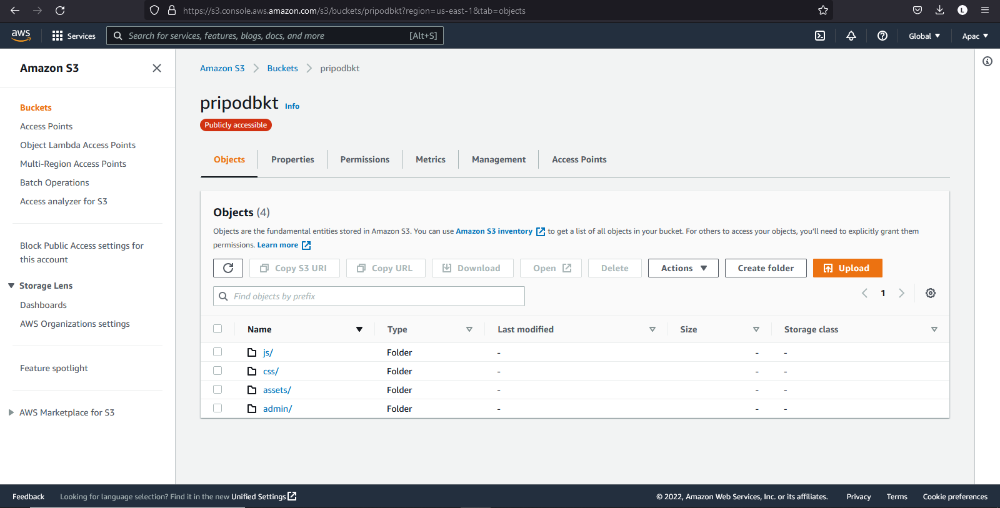 https://s3.console.aws.amazon.com/s3/buckets/pripodbkt?region=us-east-1&tab=objects
L
aws
Services
Search for services, features, blogs, docs, and more
[Alt+S]
Global
Apac
Amazon S3
Buckets
Access Points
Object Lambda Access Points
Multi-Region Access Points
Batch Operations
Access analyzer for S3
Block Public Access settings for
this account
Storage Lens
Dashboards
AWS Organizations settings
Feature spotlight
AWS Marketplace for S3
Amazon S3 > Buckets > pripodbkt
pripodbkt Info
Publicly accessible
Objects Properties Permissions Metrics Management Access Points
Objects (4)
Objects are the fundamental entities stored in Amazon S3. You can use Amazon S3 inventory to get a list of all objects in your bucket. For others to access your objects, you'll need to explicitly grant them
permissions. Learn more
Copy S3 URI Copy URL Download Open Delete Actions Create folder Upload
Find objects by prefix
1
Name Type Last modified Size Storage class
js/ Folder - - -
css/ Folder - - -
assets/ Folder - - -
admin/ Folder - - -
Feedback Looking for language selection? Find it in the new Unified Settings © 2022, Amazon Web Services, Inc. or its affiliates. Privacy Terms Cookie preferences